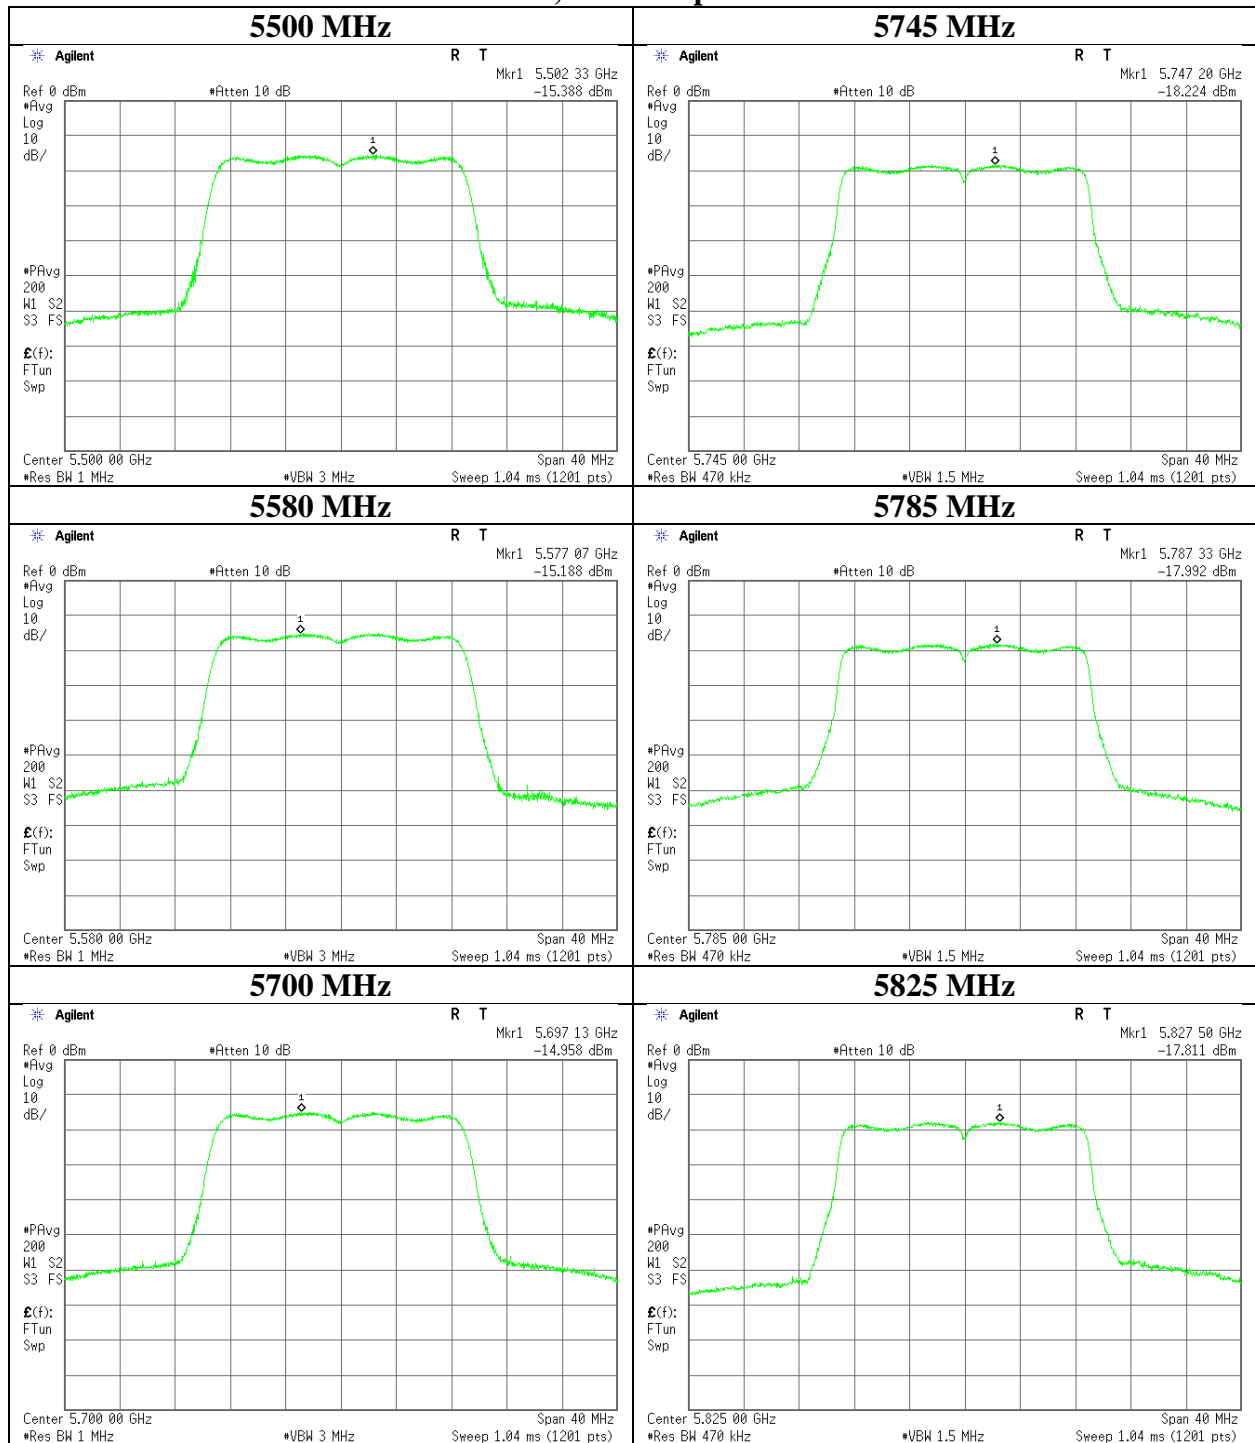 5500 MHz
Agilent R T
Mkr1 5.502 33 GHz
Ref 0 dBm #Atten 10 dB -15.388 dBm
#Avg
Log
10
dB/
1
#PAvg
200
W1 S2
S3 FS
£(f):
FTun
Swp
Center 5.500 00 GHz Span 40 MHz
#Res BW 1 MHz #VBW 3 MHz Sweep 1.04 ms (1201 pts)
5745 MHz
Agilent R T
Mkr1 5.747 20 GHz
Ref 0 dBm #Atten 10 dB -18.224 dBm
#Avg
Log
10
dB/
1
#PAvg
200
W1 S2
S3 FS
£(f):
FTun
Swp
Center 5.745 00 GHz Span 40 MHz
#Res BW 470 kHz #VBW 1.5 MHz Sweep 1.04 ms (1201 pts)
5580 MHz
Agilent R T
Mkr1 5.577 07 GHz
Ref 0 dBm #Atten 10 dB -15.188 dBm
#Avg
Log
10
dB/
1
#PAvg
200
W1 S2
S3 FS
£(f):
FTun
Swp
Center 5.580 00 GHz Span 40 MHz
#Res BW 1 MHz #VBW 3 MHz Sweep 1.04 ms (1201 pts)
5785 MHz
Agilent R T
Mkr1 5.787 33 GHz
Ref 0 dBm #Atten 10 dB -17.992 dBm
#Avg
Log
10
dB/
1
#PAvg
200
W1 S2
S3 FS
£(f):
FTun
Swp
Center 5.785 00 GHz Span 40 MHz
#Res BW 470 kHz #VBW 1.5 MHz Sweep 1.04 ms (1201 pts)
5700 MHz
Agilent R T
Mkr1 5.697 13 GHz
Ref 0 dBm #Atten 10 dB -14.958 dBm
#Avg
Log
10
dB/
1
#PAvg
200
W1 S2
S3 FS
£(f):
FTun
Swp
Center 5.700 00 GHz Span 40 MHz
#Res BW 1 MHz #VBW 3 MHz Sweep 1.04 ms (1201 pts)
5825 MHz
Agilent R T
Mkr1 5.827 50 GHz
Ref 0 dBm #Atten 10 dB -17.811 dBm
#Avg
Log
10
dB/
1
#PAvg
200
W1 S2
S3 FS
£(f):
FTun
Swp
Center 5.825 00 GHz Span 40 MHz
#Res BW 470 kHz #VBW 1.5 MHz Sweep 1.04 ms (1201 pts)